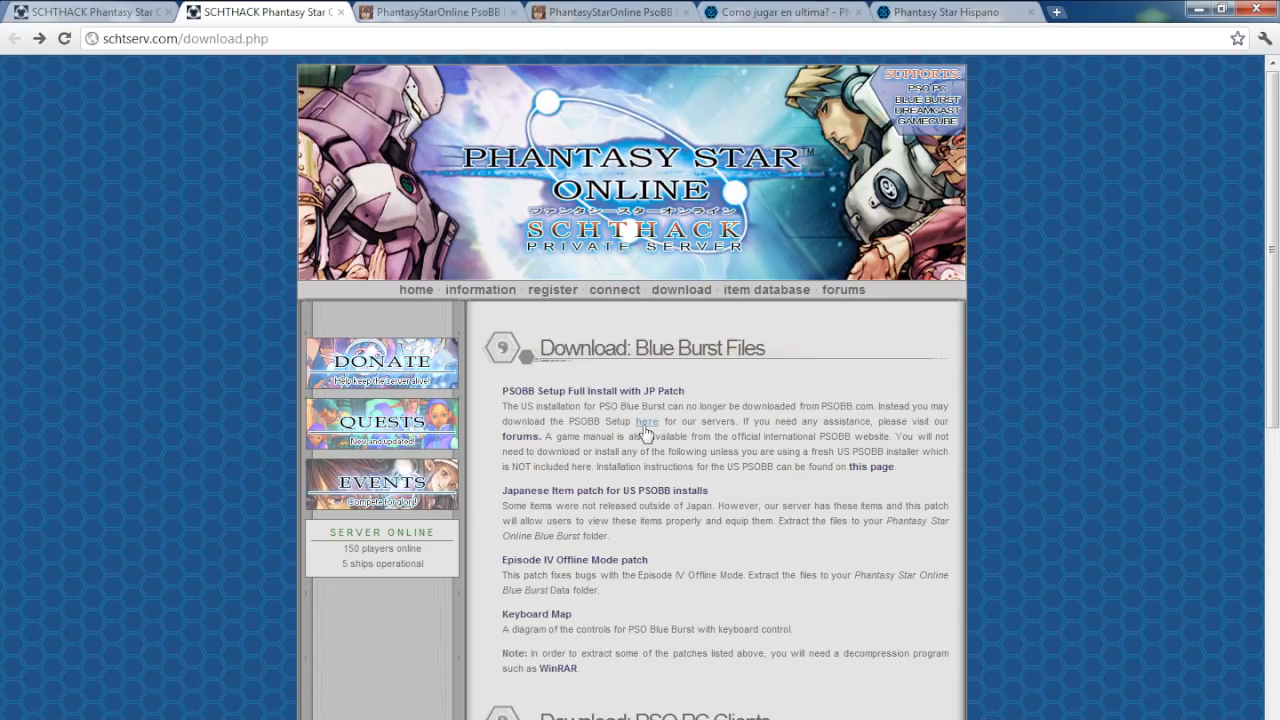 SCHTHACK Phantasy Star C
SCHTHACK Phantasy Star C
PhantasyStarOnline PsoBB
PhantasyStarOnline PsoBB
Como jugar en ultima? - Ph
Phantasy Star Hispano
schtserv.com/download.php
SUPPORTS:
PSO PC
BLUE BURST
DREAMCAST
GAMECUBE
PHANTASY STAR™
ONLINE
ファンタシースターオンライン
SCHTHACK
PRIVATE SERVER
home · information · register · connect · download · item database · forums
DONATE
Help keep the server alive!
QUESTS
New and updated!
EVENTS
Compete for glory!
SERVER ONLINE
150 players online
5 ships operational
Download: Blue Burst Files
PSOBB Setup Full Install with JP Patch
The US installation for PSO Blue Burst can no longer be downloaded from PSOBB.com. Instead you may
download the PSOBB Setup here for our servers. If you need any assistance, please visit our
forums. A game manual is also available from the official international PSOBB website. You will not
need to download or install any of the following unless you are using a fresh US PSOBB installer which
is NOT included here. Installation instructions for the US PSOBB can be found on this page.
Japanese Item patch for US PSOBB installs
Some items were not released outside of Japan. However, our server has these items and this patch
will allow users to view these items properly and equip them. Extract the files to your Phantasy Star
Online Blue Burst folder.
Episode IV Offline Mode patch
This patch fixes bugs with the Episode IV Offline Mode. Extract the files to your Phantasy Star Online
Blue Burst Data folder.
Keyboard Map
A diagram of the controls for PSO Blue Burst with keyboard control.
Note: In order to extract some of the patches listed above, you will need a decompression program
such as WinRAR.
Download: PSO PC Clients